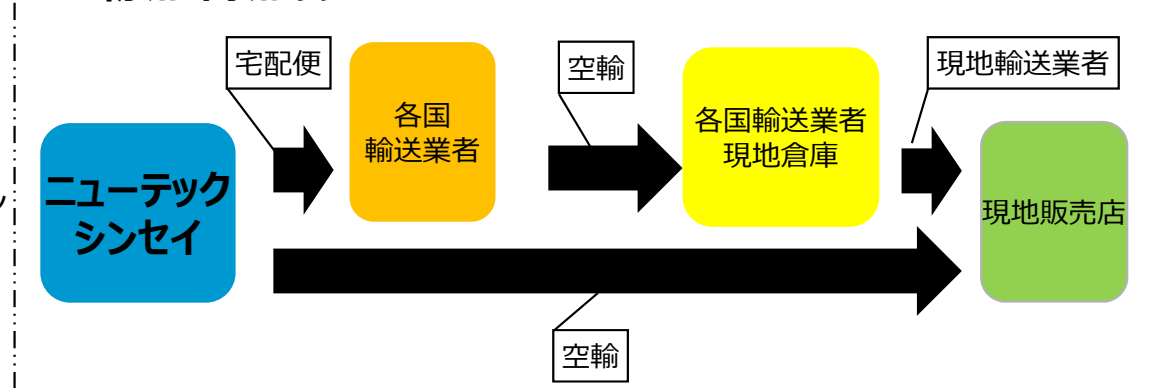 宅配便
空輸
現地輸送業者
各国
輸送業者
各国輸送業者
現地倉庫
ニューテック
シンセイ
現地販売店
空輸